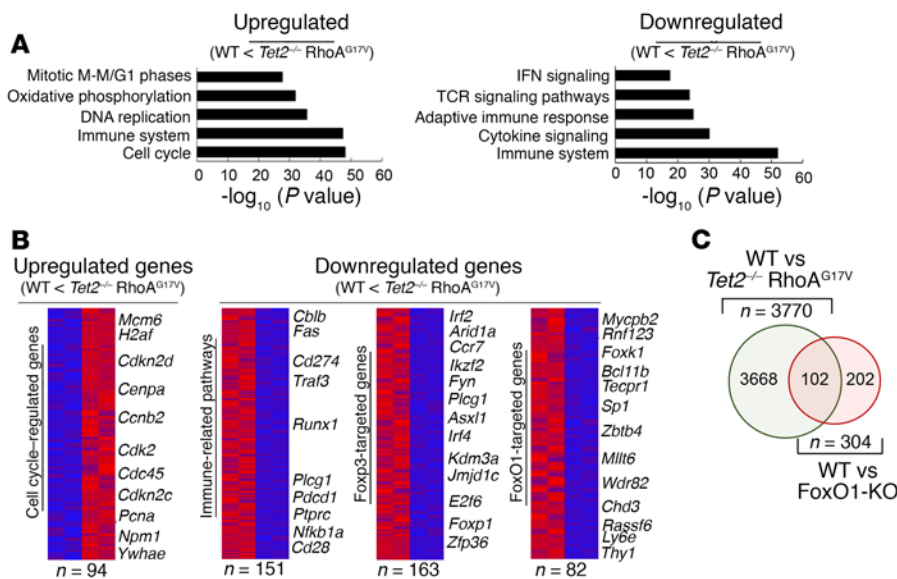 A
Upregulated
(WT < Tet2–/– RhoAG17V)
Mitotic M-M/G1 phases
Oxidative phosphorylation
DNA replication
Immune system
Cell cycle
0 10 20 30 40 50 60
-log10 (P value)
Downregulated
(WT < Tet2–/– RhoAG17V)
IFN signaling
TCR signaling pathways
Adaptive immune response
Cytokine signaling
Immune system
0 10 20 30 40 50 60
-log10 (P value)
B
Upregulated genes
(WT < Tet2–/– RhoAG17V)
Cell cycle–regulated genes
Mcm6
H2af
Cdkn2d
Cenpa
Ccnb2
Cdk2
Cdc45
Cdkn2c
Pcna
Npm1
Ywhae
n = 94
Downregulated genes
(WT < Tet2–/– RhoAG17V)
Immune-related pathways
Cblb
Fas
Cd274
Traf3
Runx1
Plcg1
Pdcd1
Ptprc
Nfkb1a
Cd28
n = 151
Foxp3-targeted genes
Irf2
Arid1a
Ccr7
Ikzf2
Fyn
Plcg1
Asxl1
Irf4
Kdm3a
Jmjd1c
E2f6
Foxp1
Zfp36
n = 163
FoxO1-targeted genes
Mycpb2
Rnf123
Foxk1
Bcl11b
Tecpr1
Sp1
Zbtb4
Mllt6
Wdr82
Chd3
Rassf6
Ly6e
Thy1
n = 82
C
WT vs
Tet2–/– RhoAG17V
n = 3770
3668 102 202
n = 304
WT vs
FoxO1-KO